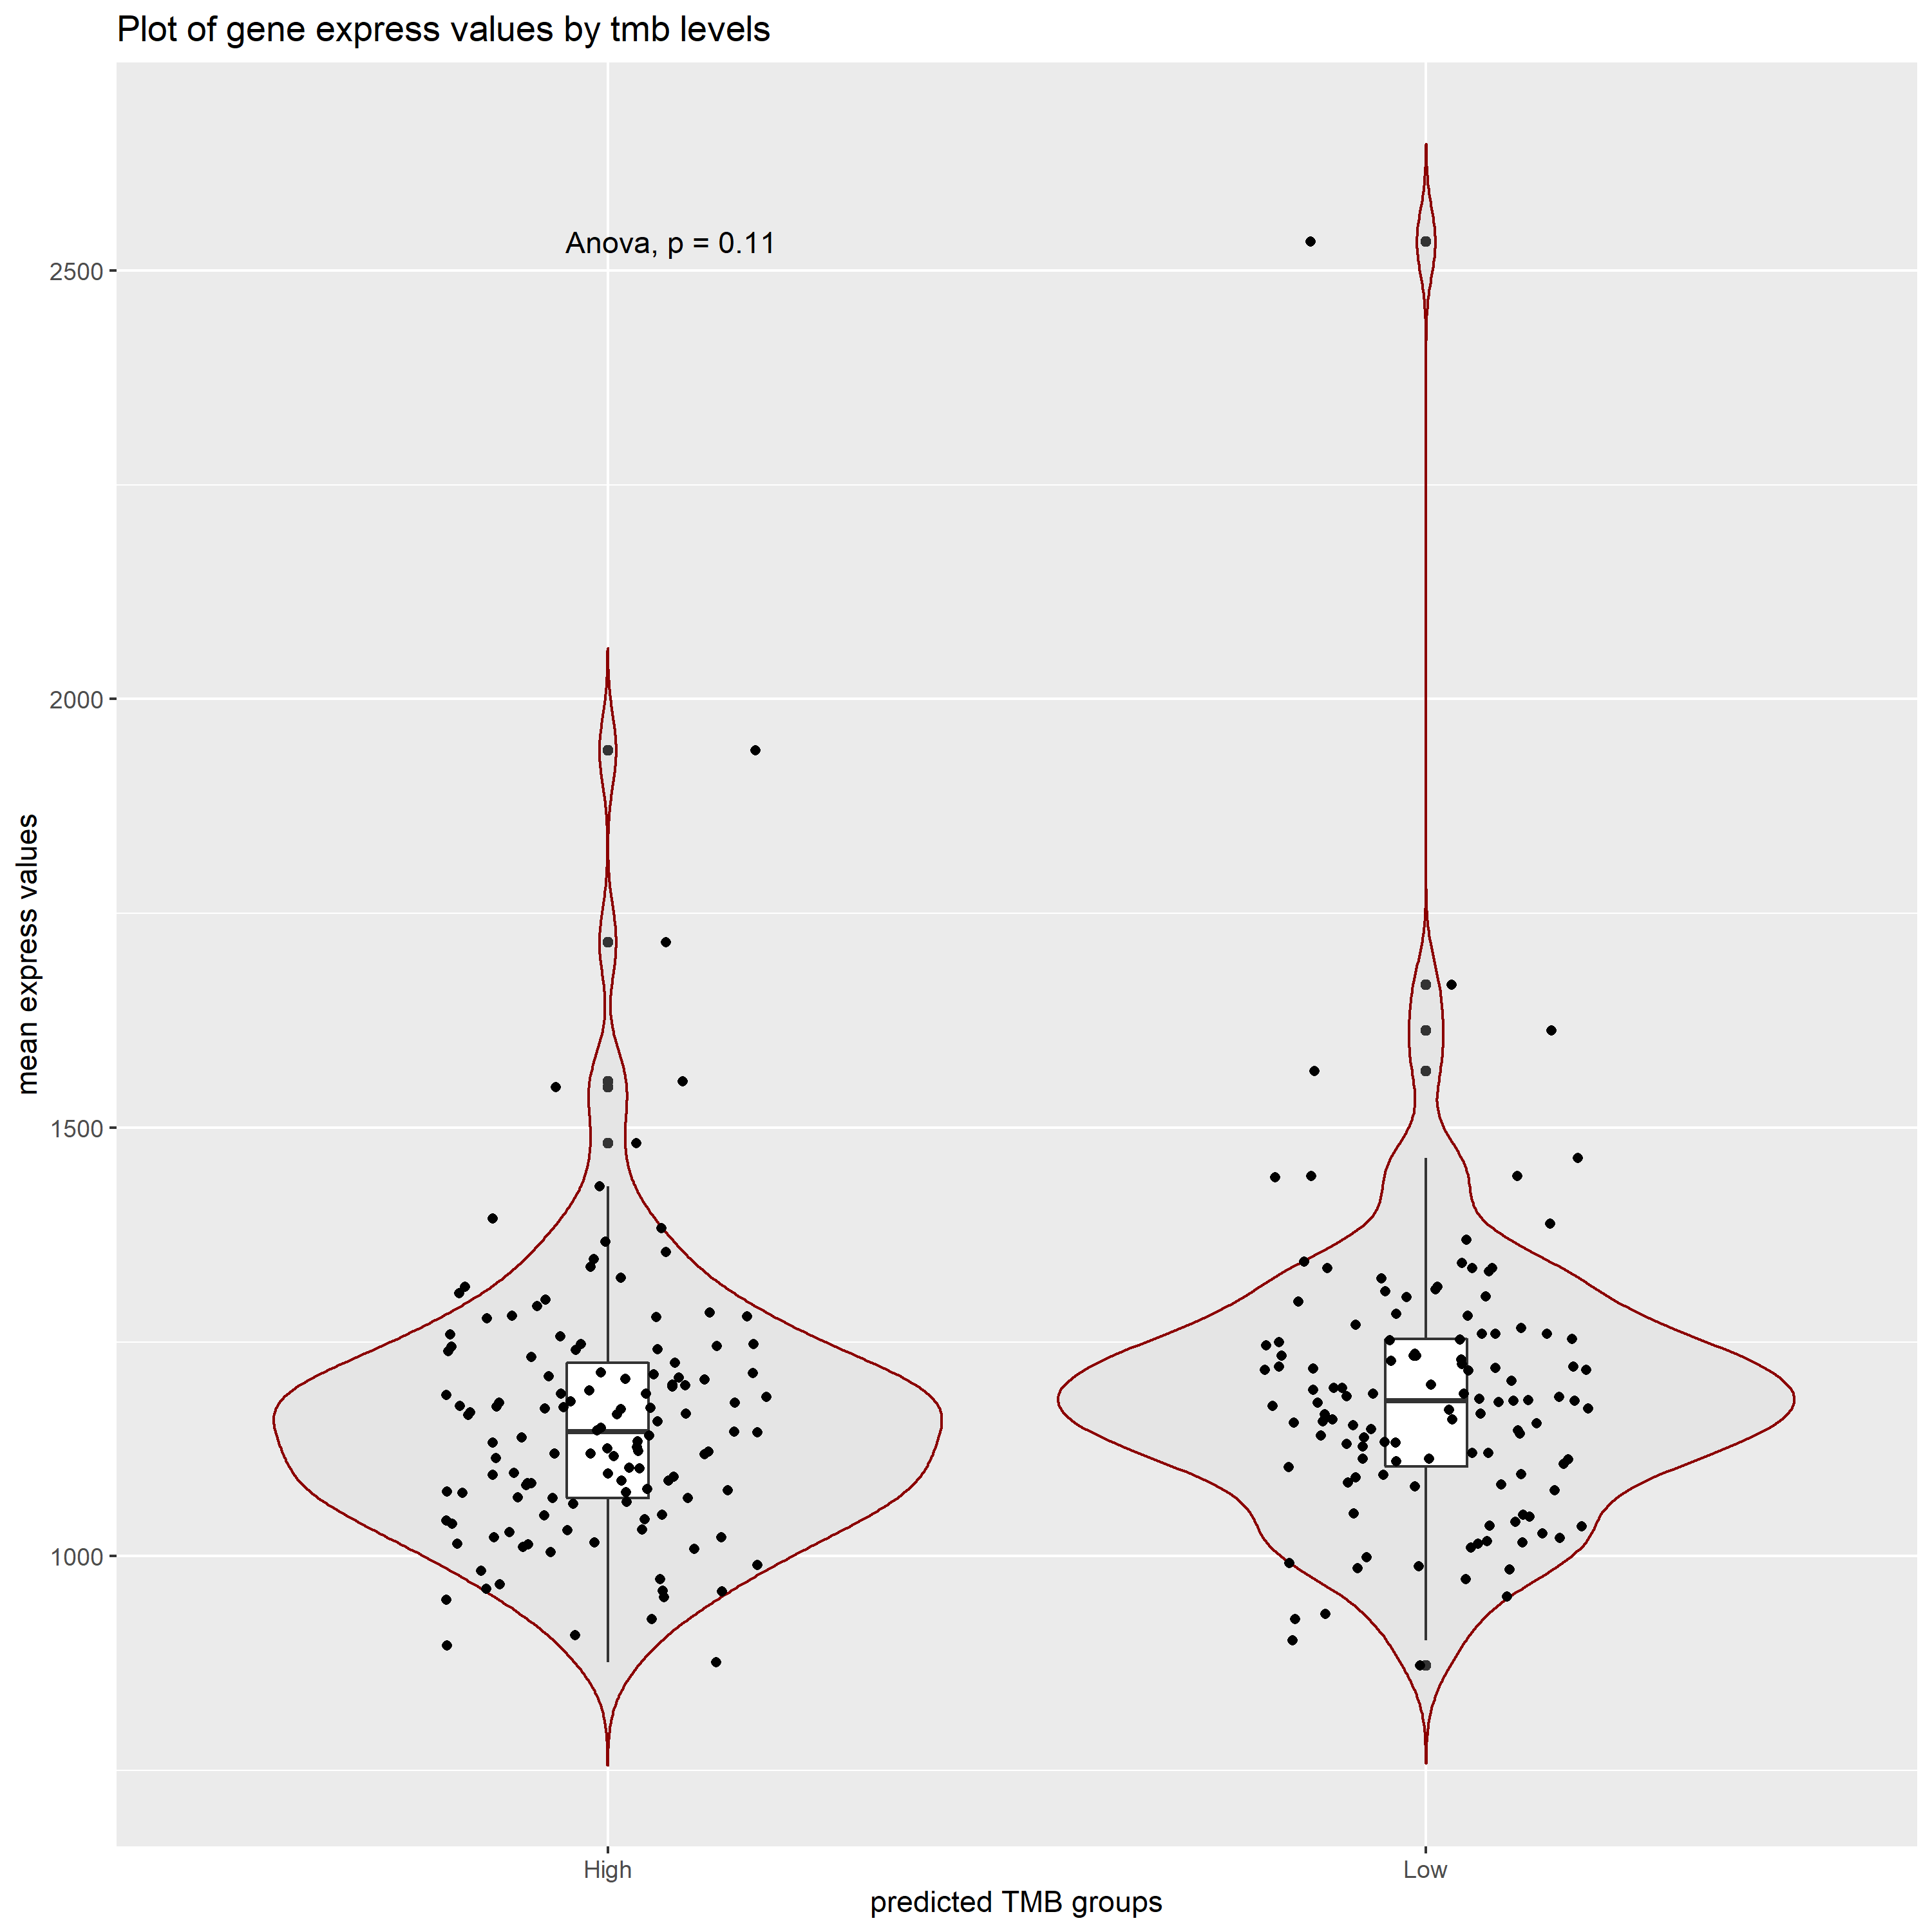 Plot of gene express values by tmb levels
Anova, p = 0.11
2500
2000
1500
1000
mean express values
High
Low
predicted TMB groups